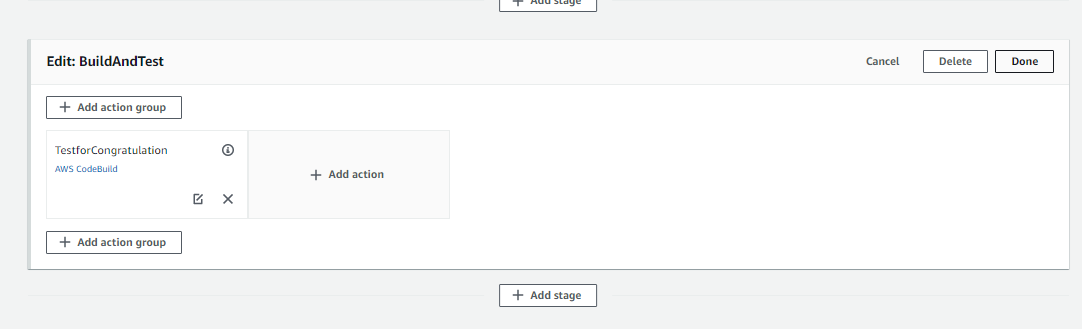 + Add stage
Edit: BuildAndTest
Cancel
Delete
Done
+ Add action group
TestforCongratulation
AWS CodeBuild
+ Add action
+ Add action group
+ Add stage